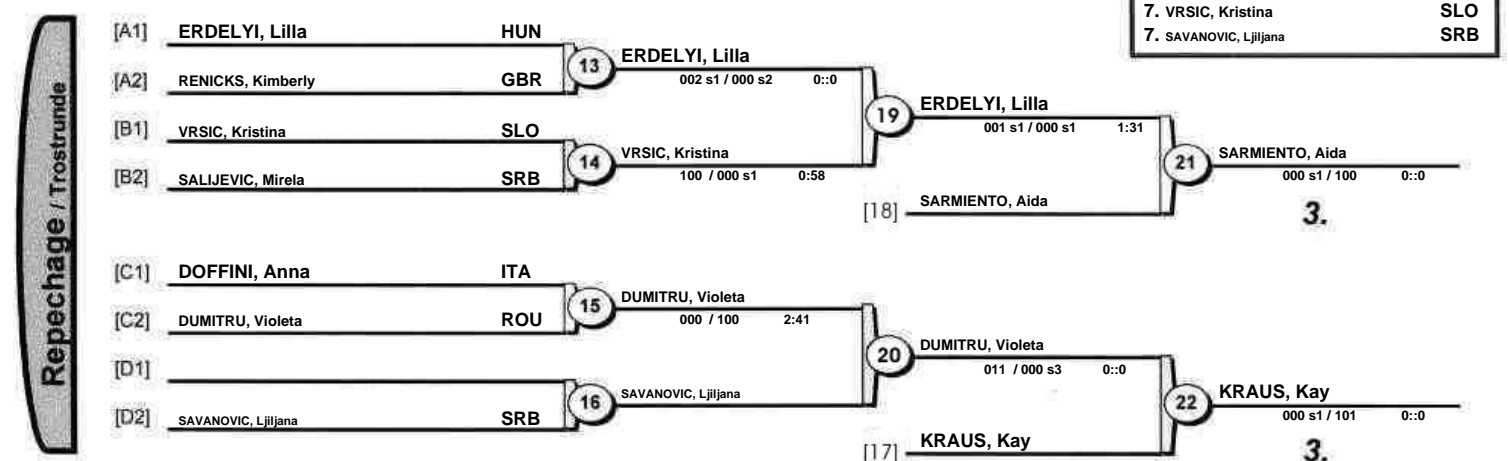 7. VRSIC, Kristina SLO
7. SAVANOVIC, Ljiljana SRB
Repechage / Trostrunde
[A1] ERDELYI, Lilla HUN
[A2] RENICKS, Kimberly GBR
13 ERDELYI, Lilla
002 s1 / 000 s2 0::0
[B1] VRSIC, Kristina SLO
[B2] SALIJEVIC, Mirela SRB
14 VRSIC, Kristina
100 / 000 s1 0:58
19 ERDELYI, Lilla
001 s1 / 000 s1 1:31
[18] SARMIENTO, Aida
21 SARMIENTO, Aida
000 s1 / 100 0::0
3.
[C1] DOFFINI, Anna ITA
[C2] DUMITRU, Violeta ROU
15 DUMITRU, Violeta
000 / 100 2:41
[D1]
[D2] SAVANOVIC, Ljiljana SRB
16 SAVANOVIC, Ljiljana
20 DUMITRU, Violeta
011 / 000 s3 0::0
[17] KRAUS, Kay
22 KRAUS, Kay
000 s1 / 101 0::0
3.